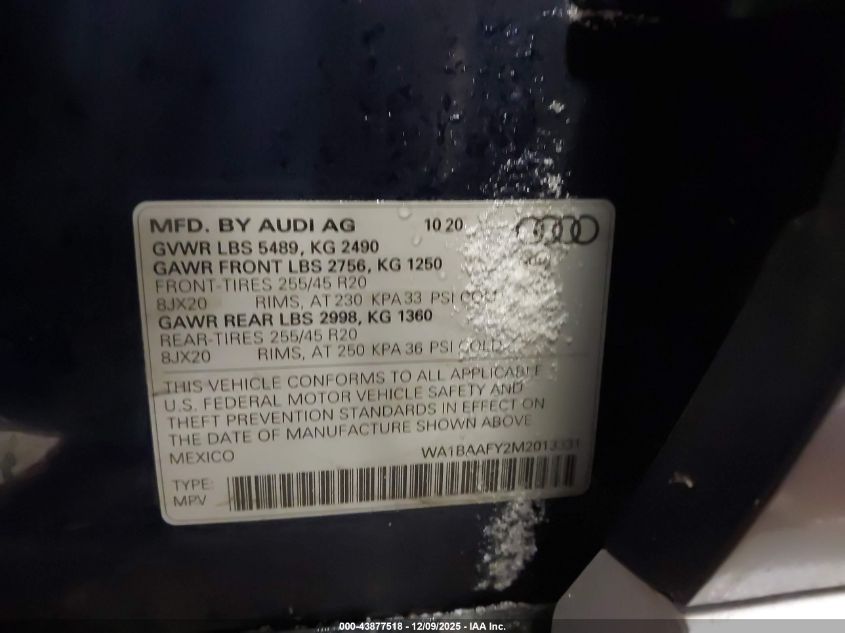 MFD. BY AUDI AG 10 20
GVWR LBS 5489, KG 2490
GAWR FRONT LBS 2756, KG 1250
FRONT-TIRES 255/45 R20
8JX20 RIMS, AT 230 KPA 33 PSI COLD
GAWR REAR LBS 2998, KG 1360
REAR-TIRES 255/45 R20
8JX20 RIMS, AT 250 KPA 36 PSI COLD
THIS VEHICLE CONFORMS TO ALL APPLICABLE
U.S. FEDERAL MOTOR VEHICLE SAFETY AND
THEFT PREVENTION STANDARDS IN EFFECT ON
THE DATE OF MANUFACTURE SHOWN ABOVE
MEXICO WA1BAAFY2M2013331
TYPE:
MPV
000-43877518 - 12/09/2025 - IAA Inc.